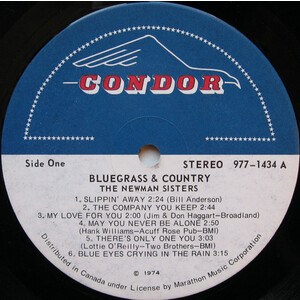 CONDOR
Side One
STEREO 977-1434 A
BLUEGRASS & COUNTRY
THE NEWMAN SISTERS
1. SLIPPIN' AWAY 2:24 (Bill Anderson)
2. THE COMPANY YOU KEEP 2:44
3. MY LOVE FOR YOU 2:00 (Jim & Don Haggart-Broadland)
4. MAY YOU NEVER BE ALONE 2:50
(Hank Williams-Acuff Rose Pub-BMI)
5. THERE'S ONLY ONE YOU 3:03
(Lottie O'Reilly-Two Brothers-BMI)
6. BLUE EYES CRYING IN THE RAIN 3:15
℗ 1974
Distributed in Canada under License by Marathon Music Corporation